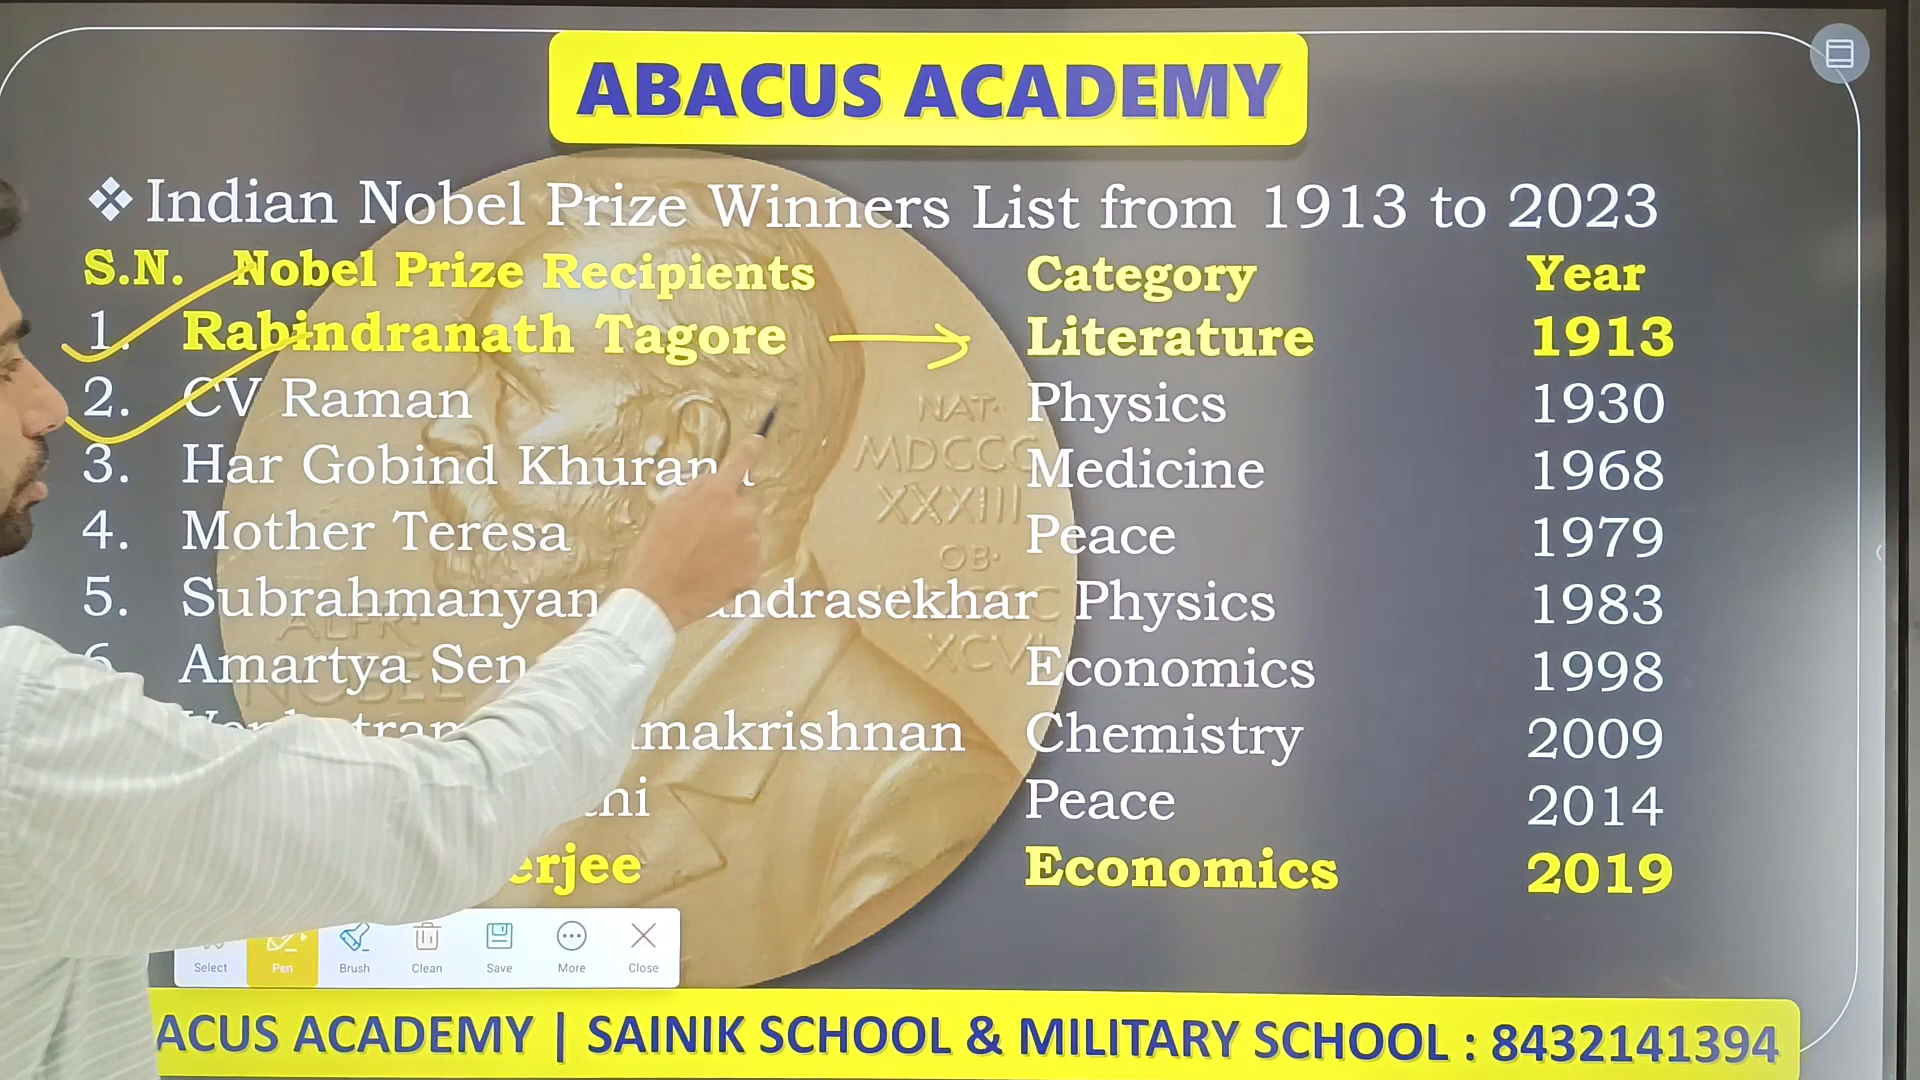 ABACUS ACADEMY
❖ Indian Nobel Prize Winners List from 1913 to 2023
S.N. Nobel Prize Recipients Category Year
1. Rabindranath Tagore Literature 1913
2. CV Raman Physics 1930
3. Har Gobind Khurana Medicine 1968
4. Mother Teresa Peace 1979
5. Subrahmanyan ndrasekhar Physics 1983
6. Amartya Sen Economics 1998
makrishnan Chemistry 2009
hi Peace 2014
erjee Economics 2019
NAT·
MDCCC
XXXIII
OB·
Select Pen Brush Clean Save More Close
ACUS ACADEMY | SAINIK SCHOOL & MILITARY SCHOOL : 8432141394